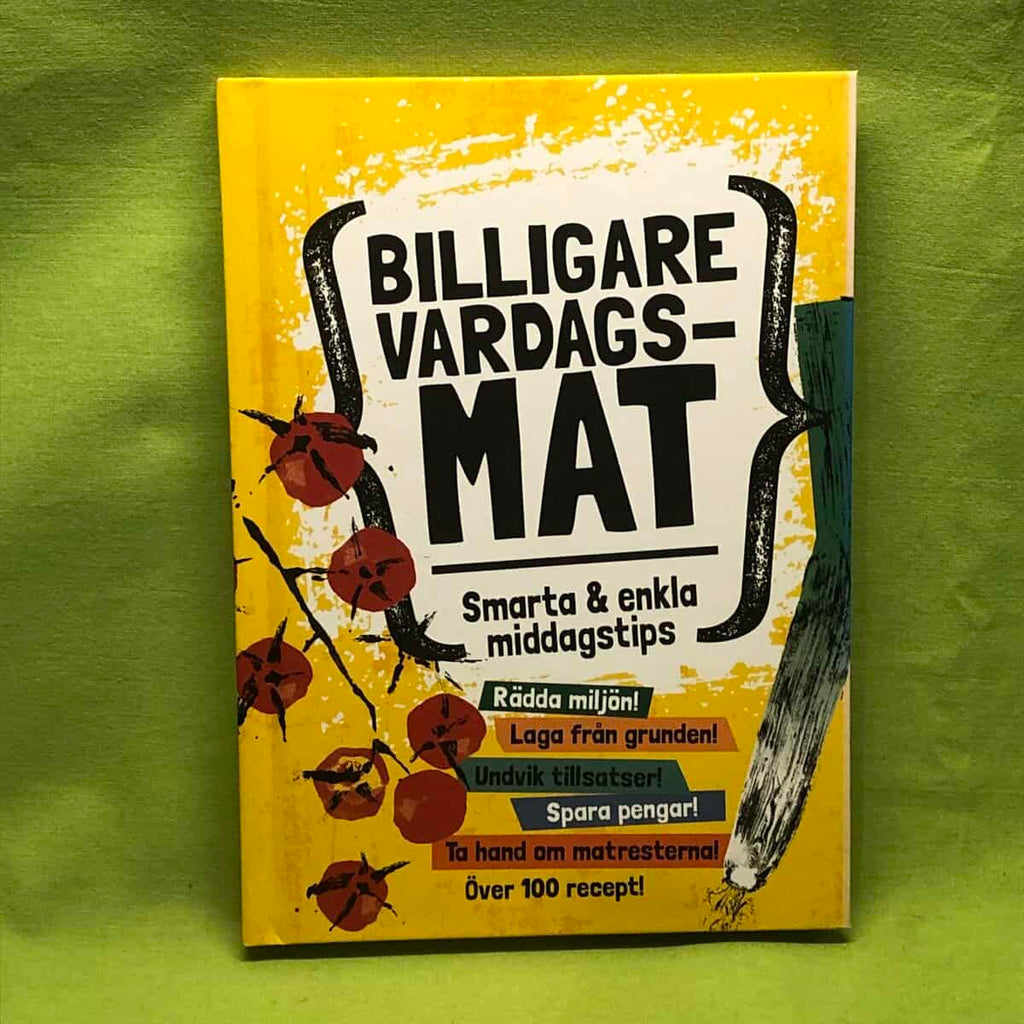 BILLIGARE
VARDAGS-
MAT
Smarta & enkla
middagstips
Rädda miljön!
Laga från grunden!
Undvik tillsatser!
Spara pengar!
Ta hand om matresterna!
Över 100 recept!